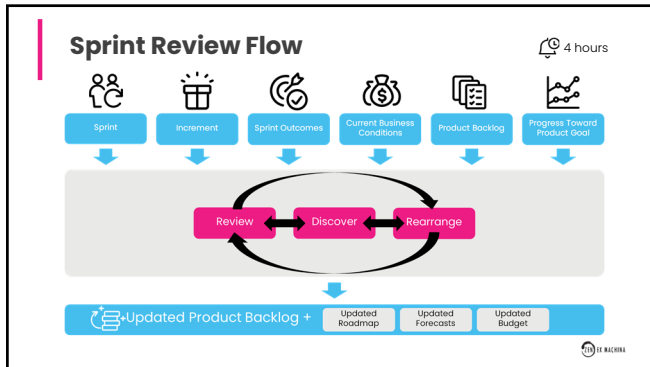 Sprint Review Flow
4 hours
Sprint
Increment
Sprint Outcomes
Current Business
Conditions
Product Backlog
Progress Toward
Product Goal
Review
Discover
Rearrange
Updated Product Backlog +
Updated
Roadmap
Updated
Forecasts
Updated
Budget
ZEN EX MACHINA